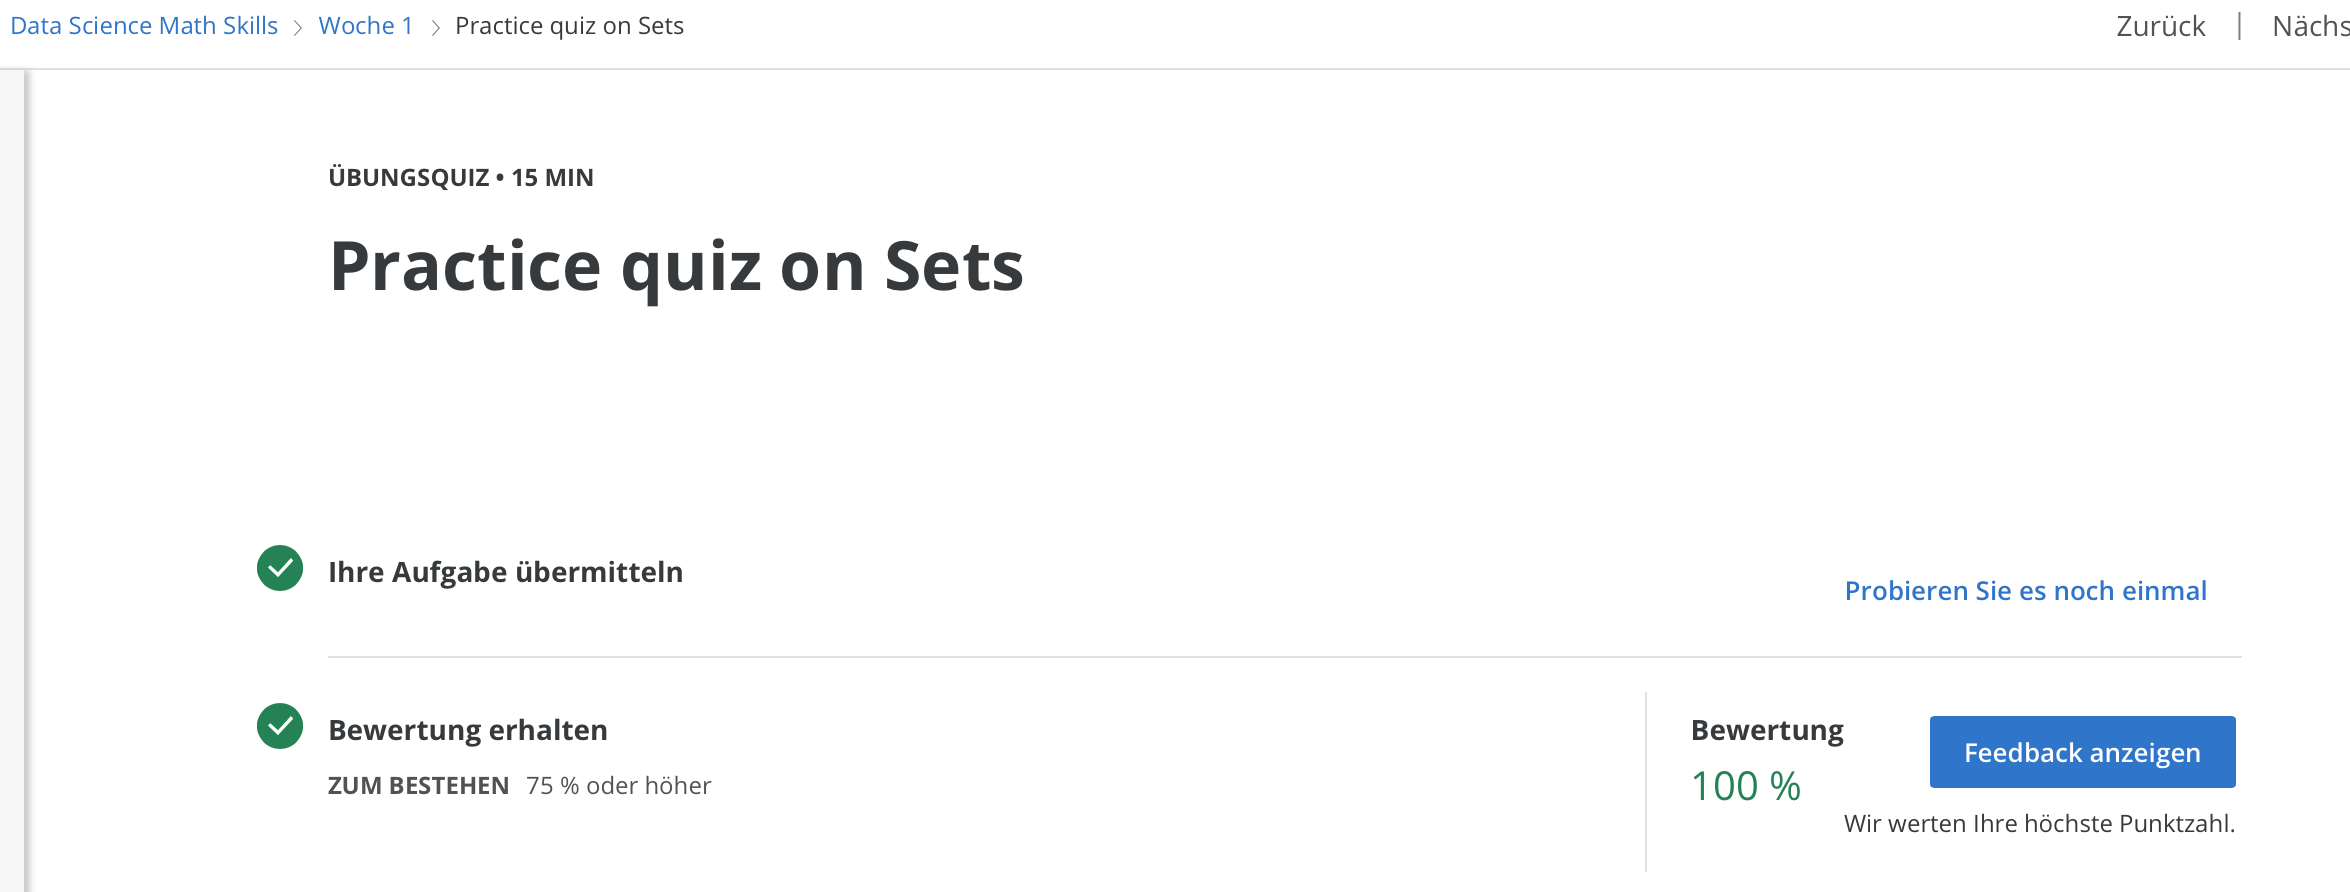 Data Science Math Skills > Woche 1 > Practice quiz on Sets
Zurück | Nächs
ÜBUNGSQUIZ • 15 MIN
Practice quiz on Sets
Ihre Aufgabe übermitteln
Probieren Sie es noch einmal
Bewertung erhalten
ZUM BESTEHEN 75 % oder höher
Bewertung
100 %
Feedback anzeigen
Wir werten Ihre höchste Punktzahl.